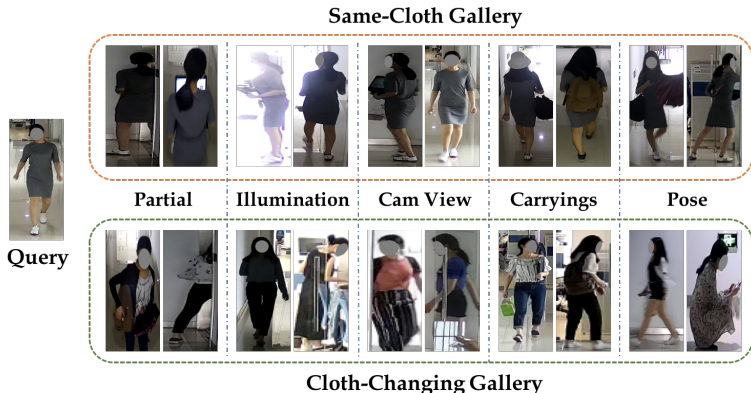 Same-Cloth Gallery
Partial
Illumination
Cam View
Carryings
Pose
Query
Cloth-Changing Gallery